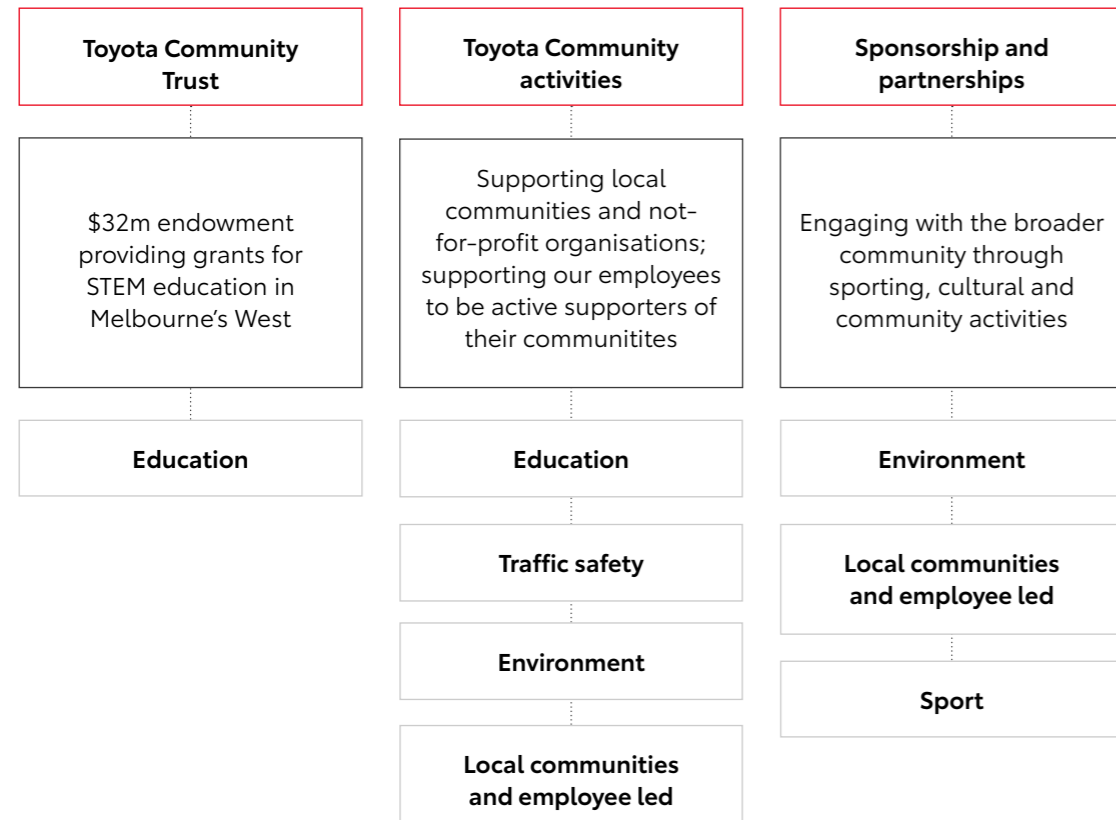 Toyota Community
Trust
$32m endowment
providing grants for
STEM education in
Melbourne's West
Education
Toyota Community
activities
Supporting local
communities and not-
for-profit organisations;
supporting our employees
to be active supporters of
their communitites
Education
Traffic safety
Environment
Local communities
and employee led
Sponsorship and
partnerships
Engaging with the broader
community through
sporting, cultural and
community activities
Environment
Local communities
and employee led
Sport